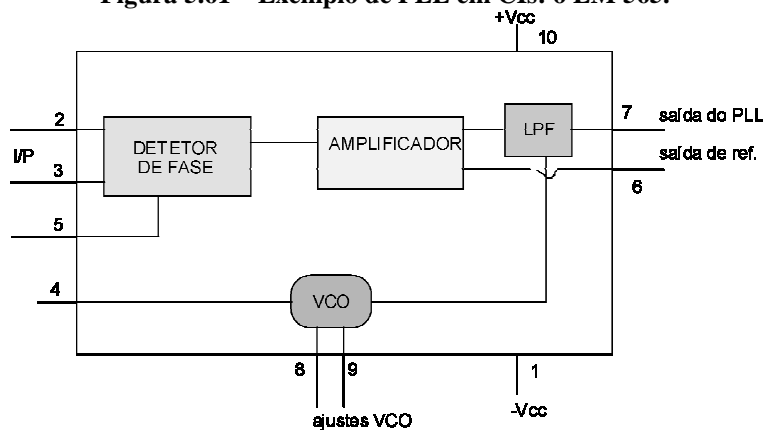 Figura 5.61 – Exemplo de PLL em CIs: o LM 565.
+Vcc
10
2
DETETOR
DE FASE
AMPLIFICADOR
LPF
7
saída do PLL
I/P
3
saída de ref.
6
5
4
VCO
8
9
1
ajustes VCO
-Vcc